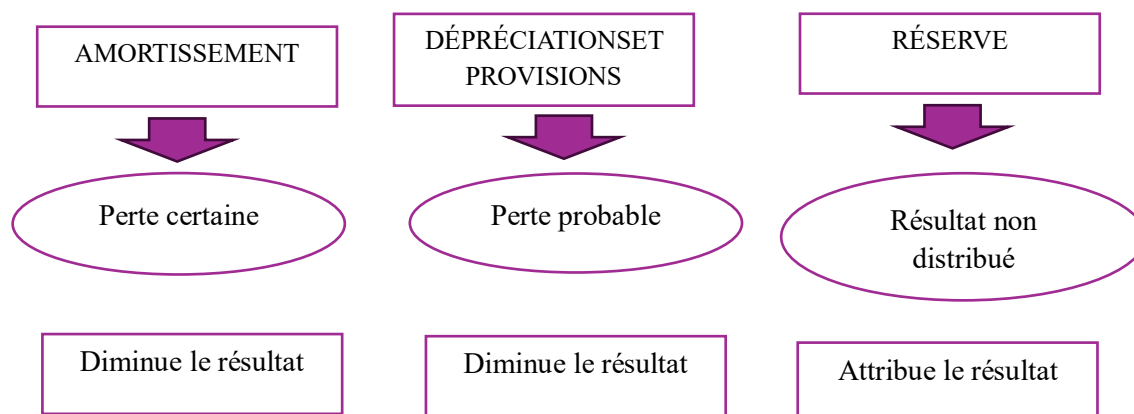 AMORTISSEMENT
DÉPRÉCIATIONSET
PROVISIONS
RÉSERVE
Perte certaine
Perte probable
Résultat non
distribué
Diminue le résultat
Diminue le résultat
Attribue le résultat